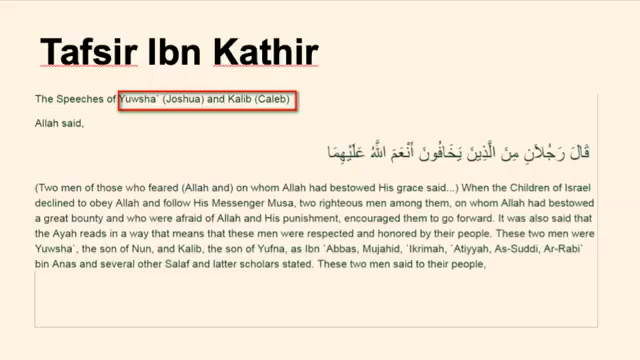 Tafsir Ibn Kathir
The Speeches of Yuwsha` (Joshua) and Kalib (Caleb)
Allah said,
قَالَ رَجُلاَنِ مِنَ الَّذِينَ يَخَافُونَ أَنْعَمَ اللَّهُ عَلَيْهِمَا
(Two men of those who feared (Allah and) on whom Allah had bestowed His grace said...) When the Children of Israel
declined to obey Allah and follow His Messenger Musa, two righteous men among them, on whom Allah had bestowed
a great bounty and who were afraid of Allah and His punishment, encouraged them to go forward. It was also said that
the Ayah reads in a way that means that these men were respected and honored by their people. These two men were
Yuwsha`, the son of Nun, and Kalib, the son of Yufna, as Ibn `Abbas, Mujahid, `Ikrimah, `Atiyyah, As-Suddi, Ar-Rabi`
bin Anas and several other Salaf and latter scholars stated. These two men said to their people,